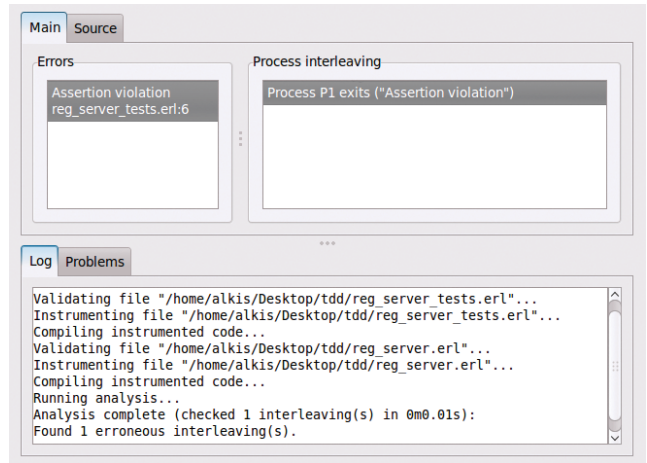 Main Source
Errors
Process interleaving
Assertion violation
reg_server_tests.erl:6
Process P1 exits ("Assertion violation")
Log Problems
Validating file "/home/alkis/Desktop/tdd/reg_server_tests.erl"...
Instrumenting file "/home/alkis/Desktop/tdd/reg_server_tests.erl"...
Compiling instrumented code...
Validating file "/home/alkis/Desktop/tdd/reg_server.erl"...
Instrumenting file "/home/alkis/Desktop/tdd/reg_server.erl"...
Compiling instrumented code...
Running analysis...
Analysis complete (checked 1 interleaving(s) in 0m0.01s):
Found 1 erroneous interleaving(s).